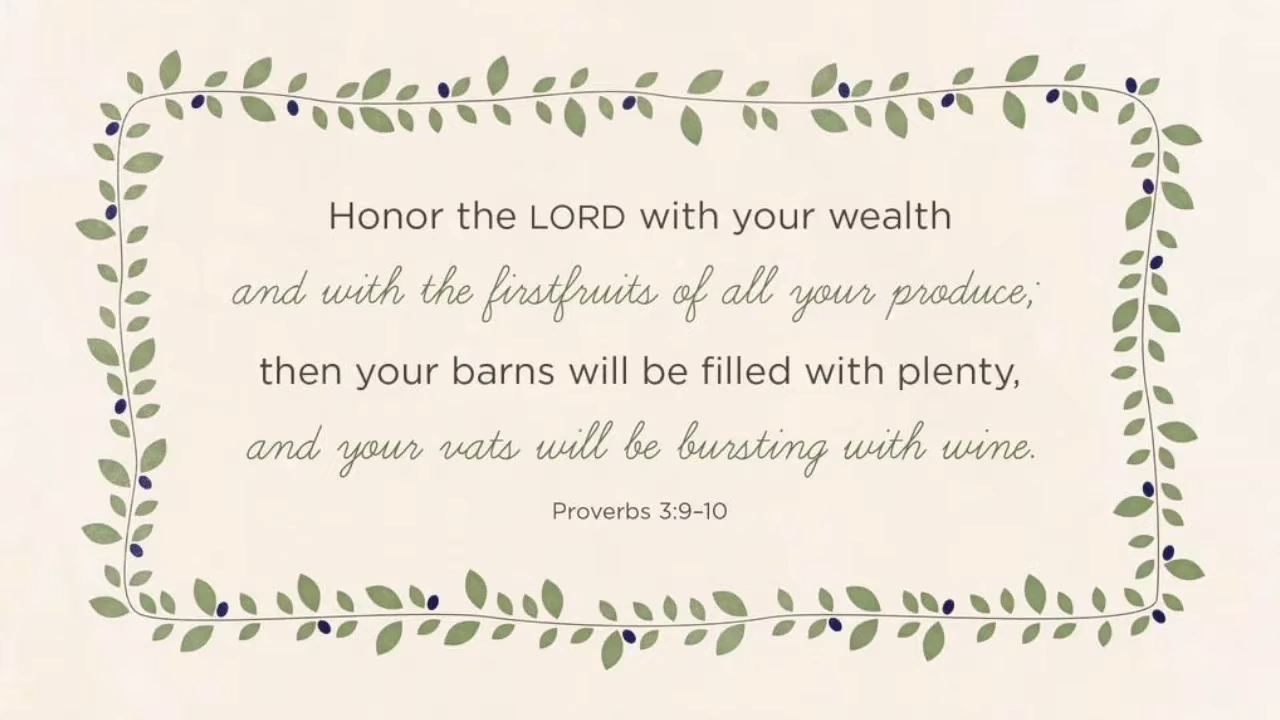 Honor the LORD with your wealth
and with the firstfruits of all your produce;
then your barns will be filled with plenty,
and your vats will be bursting with wine.
Proverbs 3:9–10